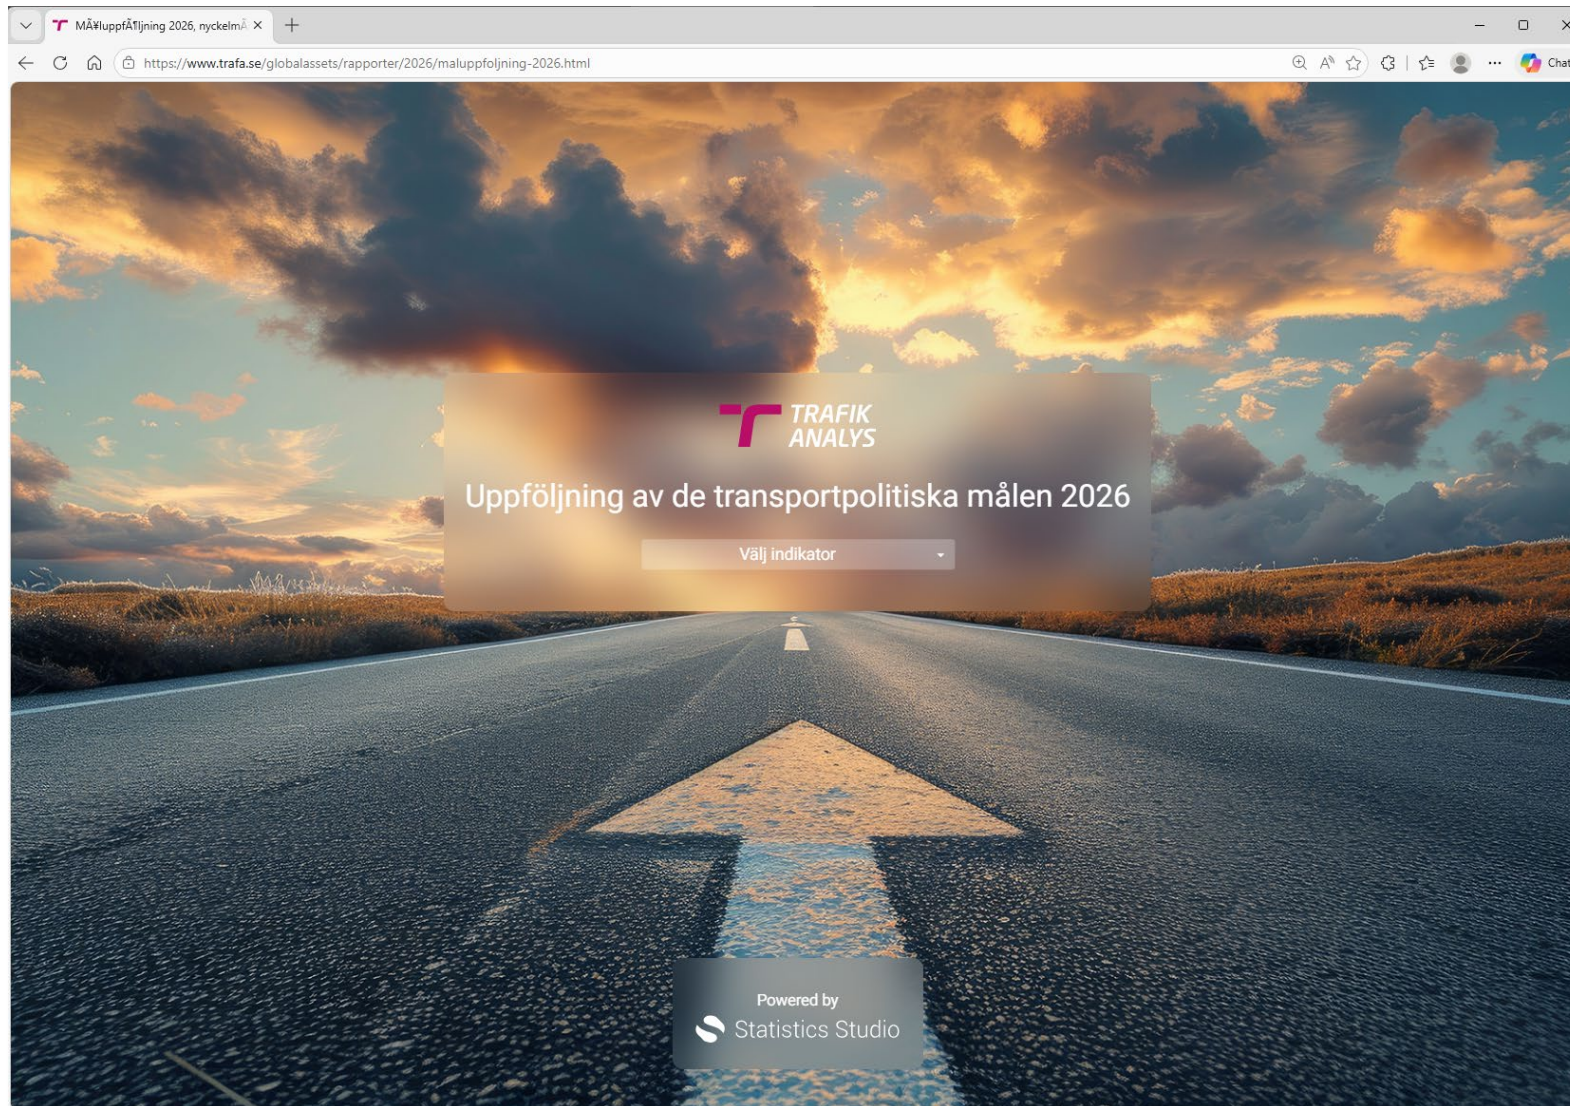 MÃ¥luppfÃ¶ljning 2026, nyckelmÃ
https://www.trafa.se/globalassets/rapporter/2026/maluppfoljning-2026.html
Chat
TRAFIK
ANALYS
Uppföljning av de transportpolitiska målen 2026
Välj indikator
Powered by
Statistics Studio